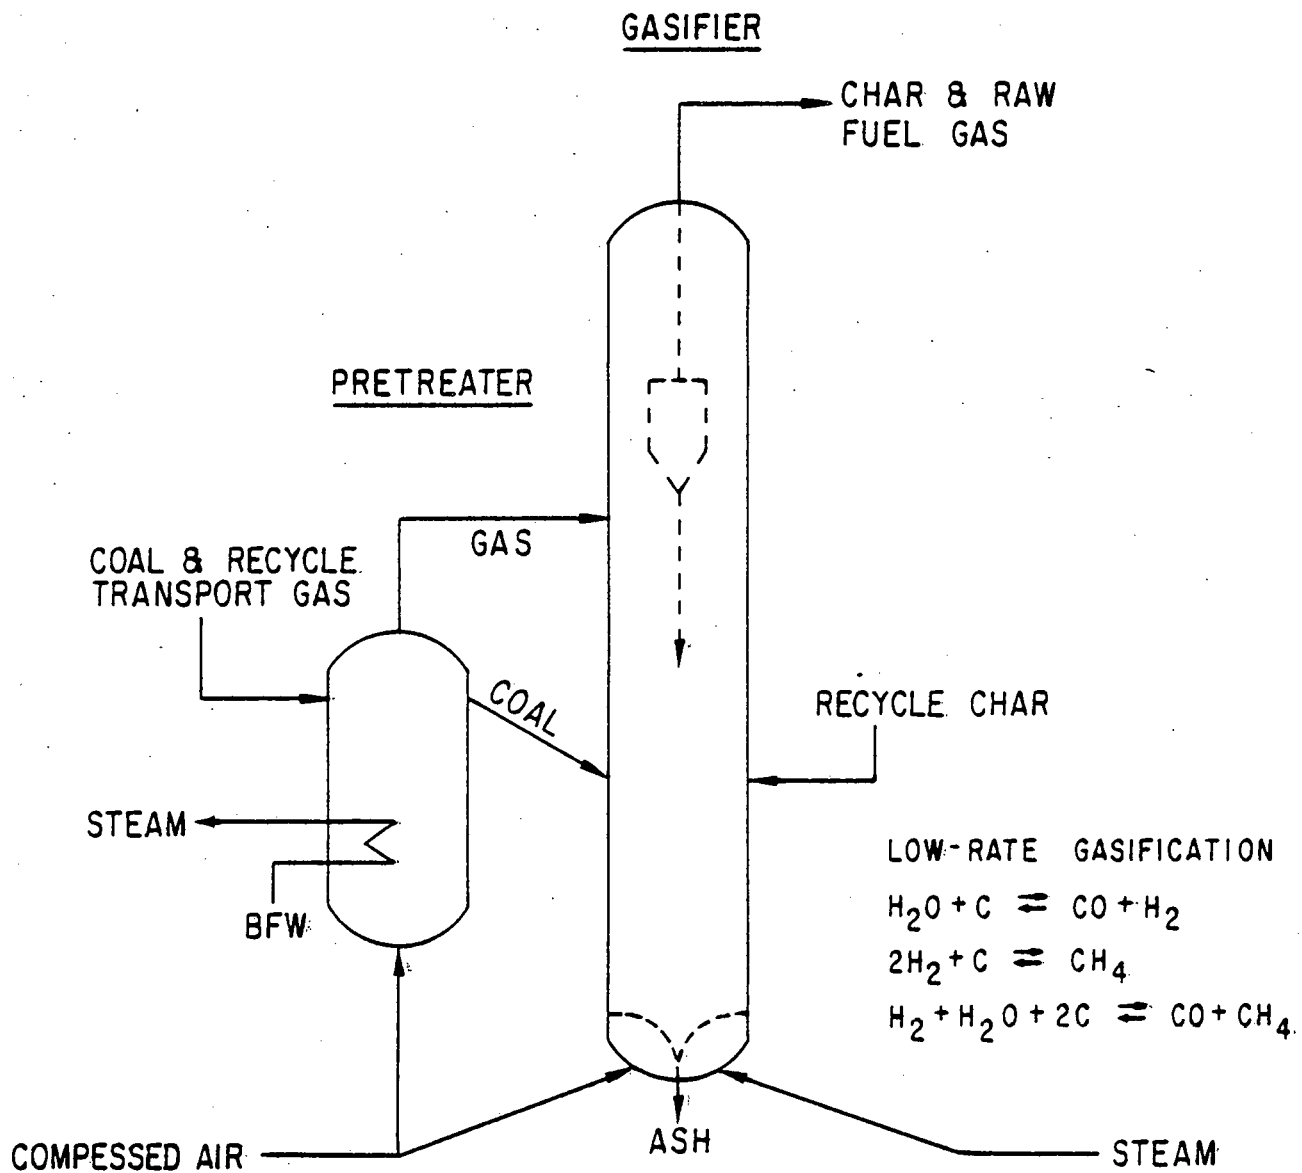 GASIFIER
CHAR & RAW
FUEL GAS
PRETREATER
GAS
COAL & RECYCLE
TRANSPORT GAS
COAL
RECYCLE CHAR
STEAM
BFW
LOW-RATE GASIFICATION
H₂O + C ⇌ CO + H₂
2H₂ + C ⇌ CH₄
H₂ + H₂O + 2C ⇌ CO + CH₄
ASH
COMPESSED AIR
STEAM